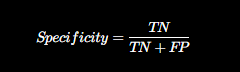 Specificity = TN / (TN + FP)